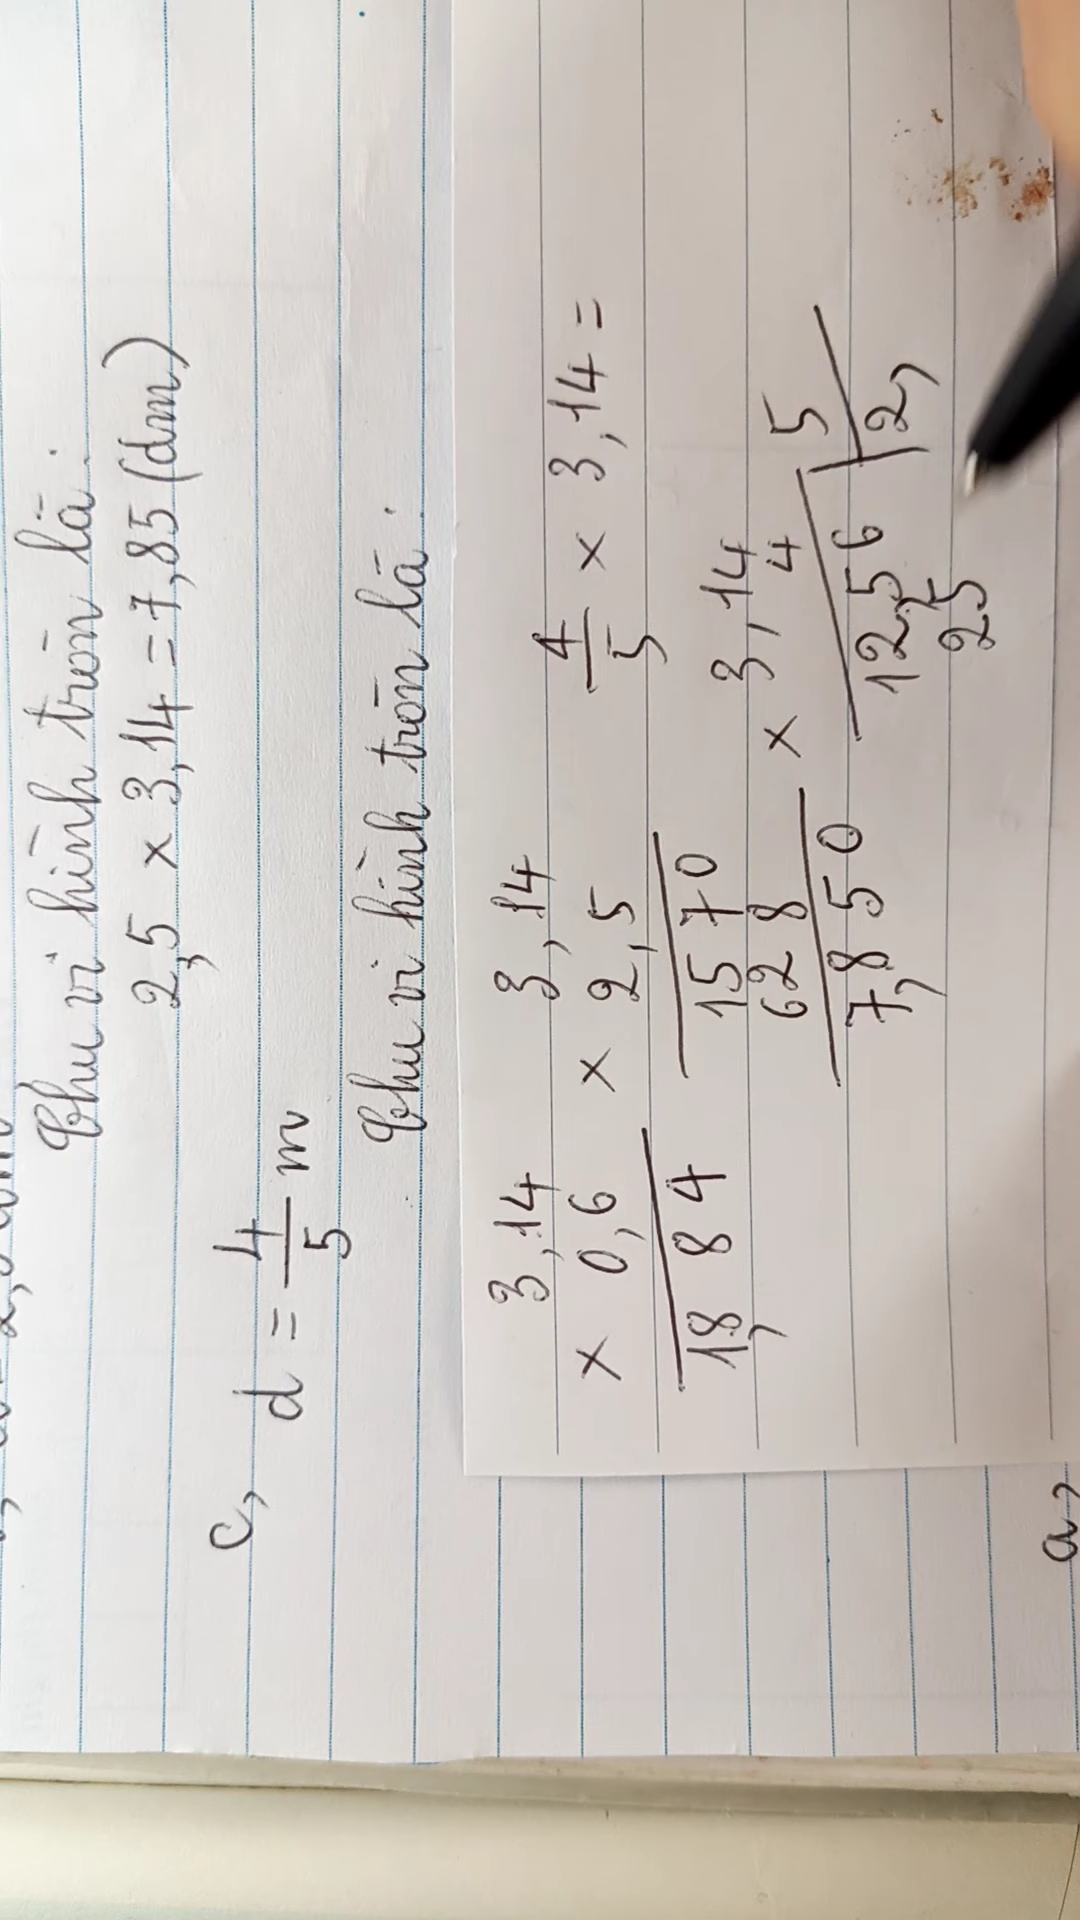 Chu vi hình tròn là:
2,5 x 3,14 = 7,85 (dm)
c, d = 4/5 m
Chu vi hình tròn là:
3,14
x 0,6
18,84
3,14
x 2,5
1570
628
7,850
4/5 x 3,14 =
3,14
x 4
12,56 5
25 2,
a,